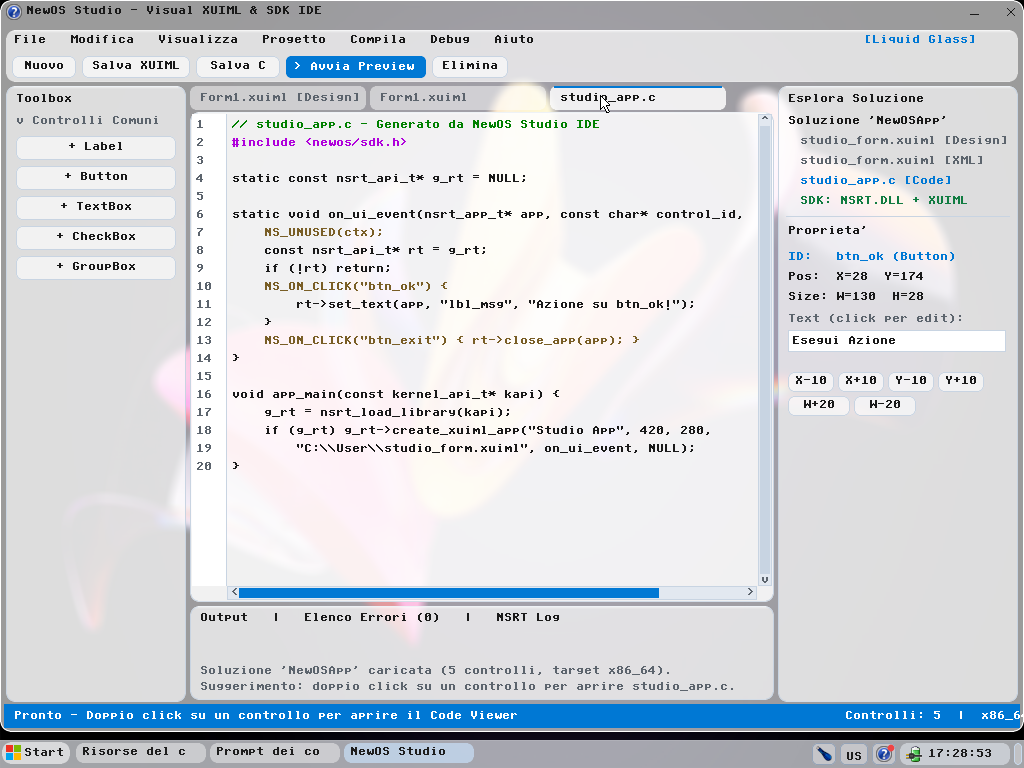 NewOS Studio - Visual XUIML & SDK IDE
File Modifica Visualizza Progetto Compila Debug Aiuto [Liquid Glass]
Nuovo Salva XUIML Salva C > Avvia Preview Elimina
Toolbox
v Controlli Comuni
+ Label
+ Button
+ TextBox
+ CheckBox
+ GroupBox
Form1.xuiml [Design] Form1.xuiml studio_app.c
1 // studio_app.c - Generato da NewOS Studio IDE
2 #include <newos/sdk.h>
3
4 static const nsrt_api_t* g_rt = NULL;
5
6 static void on_ui_event(nsrt_app_t* app, const char* control_id,
7 NS_UNUSED(ctx);
8 const nsrt_api_t* rt = g_rt;
9 if (!rt) return;
10 NS_ON_CLICK("btn_ok") {
11 rt->set_text(app, "lbl_msg", "Azione su btn_ok!");
12 }
13 NS_ON_CLICK("btn_exit") { rt->close_app(app); }
14 }
15
16 void app_main(const kernel_api_t* kapi) {
17 g_rt = nsrt_load_library(kapi);
18 if (g_rt) g_rt->create_xuiml_app("Studio App", 420, 280,
19 "C:\\User\\studio_form.xuiml", on_ui_event, NULL);
20 }
Output | Elenco Errori (0) | NSRT Log
Soluzione 'NewOSApp' caricata (5 controlli, target x86_64).
Suggerimento: doppio click su un controllo per aprire studio_app.c.
Esplora Soluzione
Soluzione 'NewOSApp'
studio_form.xuiml [Design]
studio_form.xuiml [XML]
studio_app.c [Code]
SDK: NSRT.DLL + XUIML
Proprieta'
ID: btn_ok (Button)
Pos: X=28 Y=174
Size: W=130 H=28
Text (click per edit):
Esegui Azione
X-10 X+10 Y-10 Y+10
W+20 W-20
Pronto - Doppio click su un controllo per aprire il Code Viewer Controlli: 5 | x86_6
Start Risorse del c Prompt dei co NewOS Studio US 17:28:53